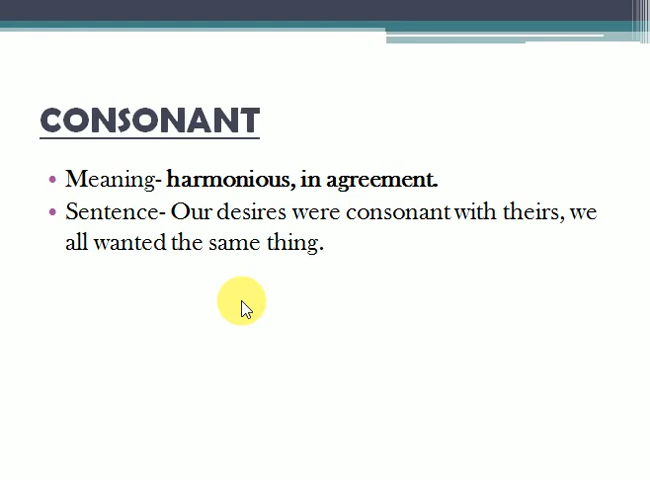 CONSONANT
• Meaning- harmonious, in agreement.
• Sentence- Our desires were consonant with theirs, we
all wanted the same thing.